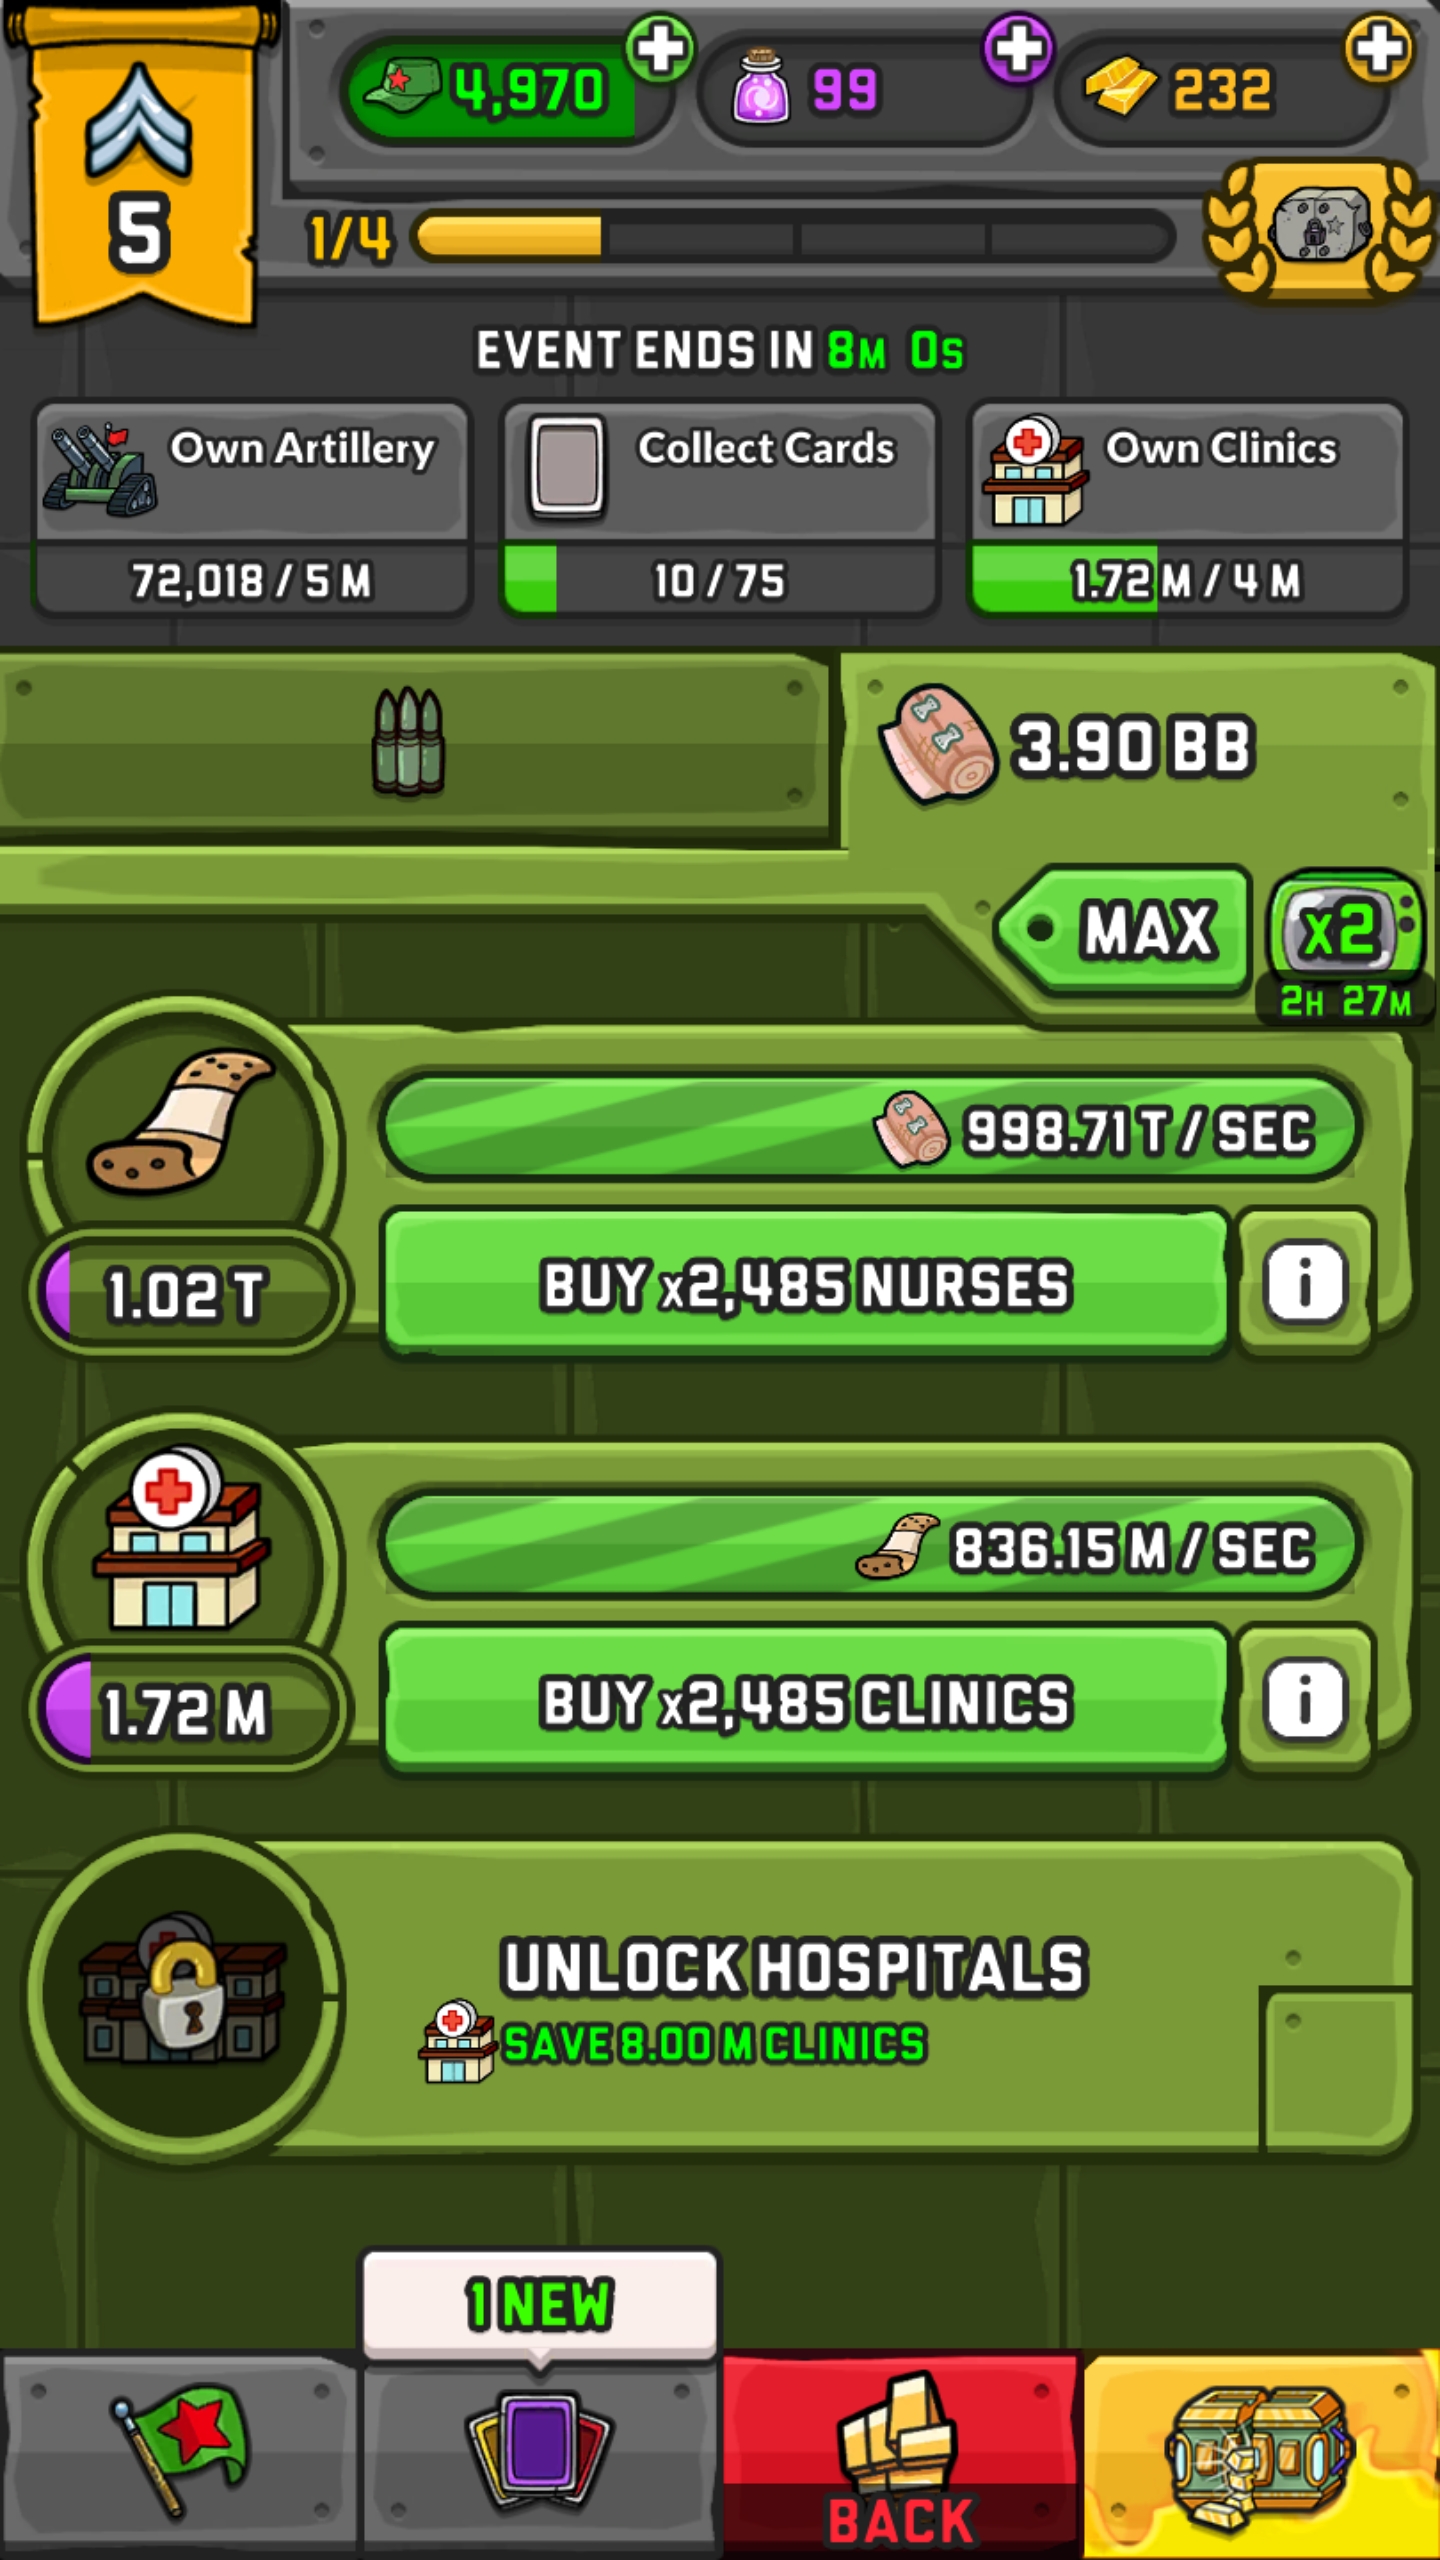 4,970
99
232
5
1/4
EVENT ENDS IN 8M 0S
Own Artillery
72,018 / 5 M
Collect Cards
10 / 75
Own Clinics
1.72 M / 4 M
3.90 BB
MAX
x2
2H 27M
998.71 T / SEC
1.02 T
BUY x2,485 NURSES
i
836.15 M / SEC
1.72 M
BUY x2,485 CLINICS
i
UNLOCK HOSPITALS
SAVE 8.00 M CLINICS
1 NEW
BACK